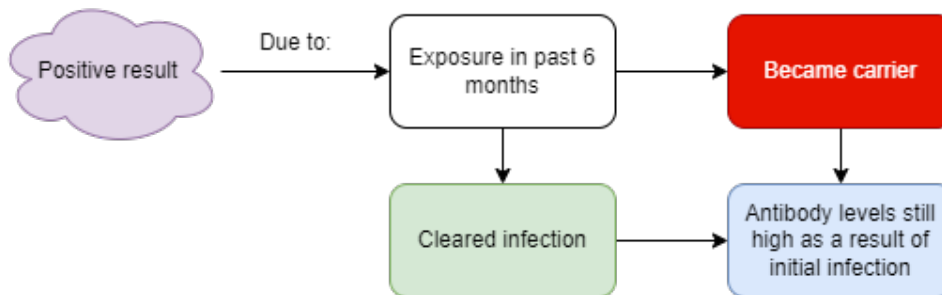 Positive result
Due to:
Exposure in past 6
months
Became carrier
Cleared infection
Antibody levels still
high as a result of
initial infection